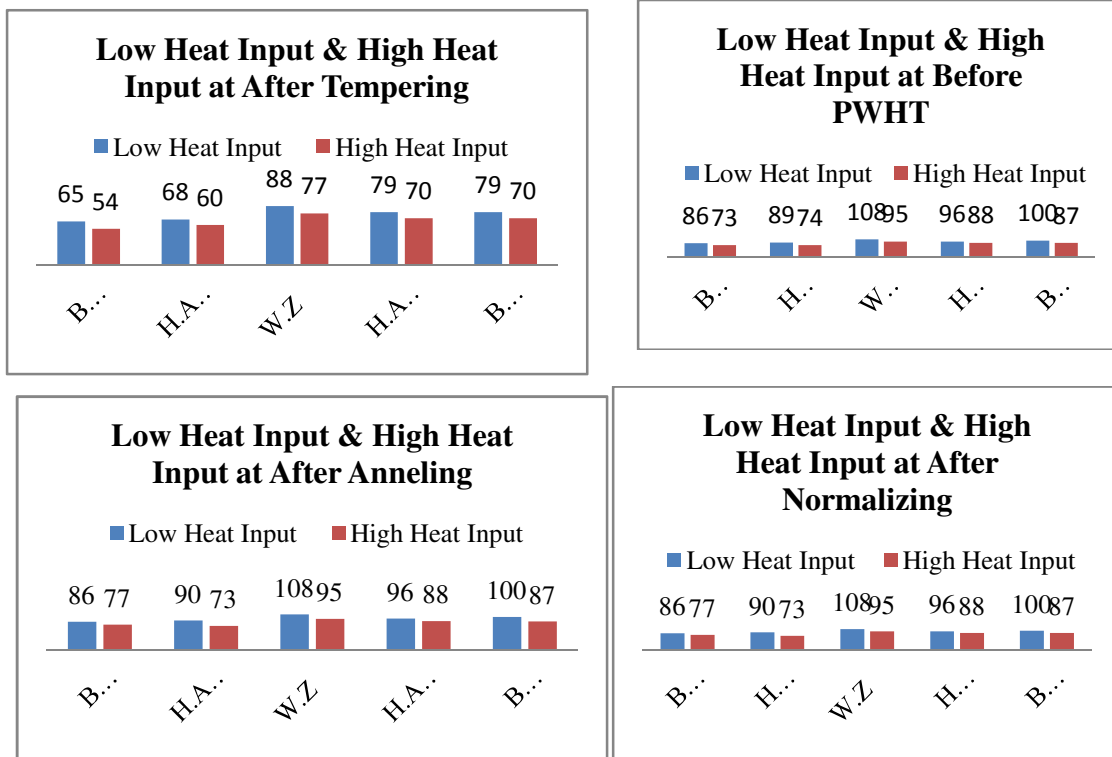 Low Heat Input & High Heat
Input at After Tempering
Low Heat Input High Heat Input
65 54 68 60 88 77 79 70 79 70
B... H.A.. W.Z H.A.. B...
Low Heat Input & High
Heat Input at Before
PWHT
Low Heat Input High Heat Input
86 73 89 74 108 95 96 88 100 87
B.. H.. W.. H.. B..
Low Heat Input & High Heat
Input at After Anneling
Low Heat Input High Heat Input
86 77 90 73 108 95 96 88 100 87
B... H.A.. W.Z H.A.. B...
Low Heat Input & High
Heat Input at After
Normalizing
Low Heat Input High Heat Input
86 77 90 73 108 95 96 88 100 87
B... H... W.Z H... B...